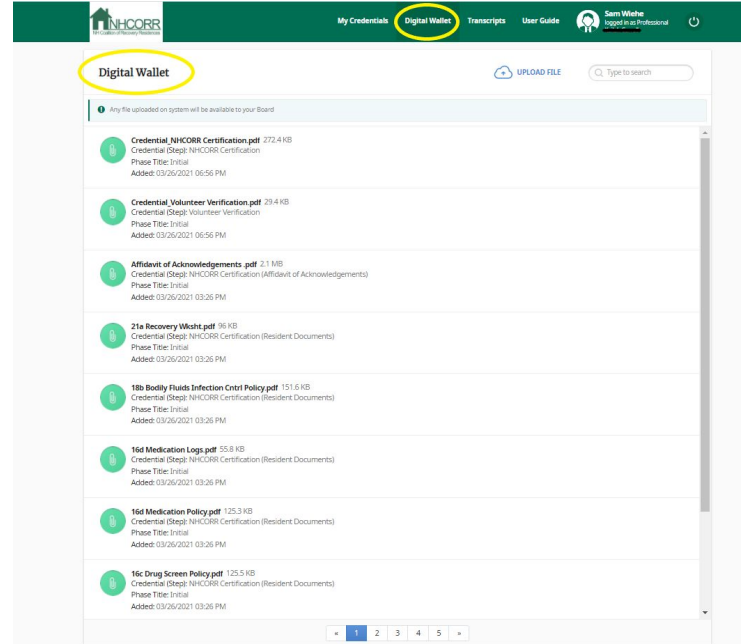 NHCORR
NH Coalition of Recovery Residences
My Credentials
Digital Wallet
Transcripts
User Guide
Sam Wiehe
logged in as Professional
Digital Wallet
UPLOAD FILE
Type to search
Any file uploaded on system will be available to your Board
Credential_NHCORR Certification.pdf 272.4 KB
Credential (Step): NHCORR Certification
Phase Title: Initial
Added: 03/26/2021 06:56 PM
Credential_Volunteer Verification.pdf 29.4 KB
Credential (Step): Volunteer Verification
Phase Title: Initial
Added: 03/26/2021 06:56 PM
Affidavit of Acknowledgements .pdf 2.1 MB
Credential (Step): NHCORR Certification (Affidavit of Acknowledgements)
Phase Title: Initial
Added: 03/26/2021 03:26 PM
21a Recovery Wksht.pdf 96 KB
Credential (Step): NHCORR Certification (Resident Documents)
Phase Title: Initial
Added: 03/26/2021 03:26 PM
18b Bodily Fluids Infection Cntrl Policy.pdf 151.6 KB
Credential (Step): NHCORR Certification (Resident Documents)
Phase Title: Initial
Added: 03/26/2021 03:26 PM
16d Medication Logs.pdf 55.8 KB
Credential (Step): NHCORR Certification (Resident Documents)
Phase Title: Initial
Added: 03/26/2021 03:26 PM
16d Medication Policy.pdf 125.3 KB
Credential (Step): NHCORR Certification (Resident Documents)
Phase Title: Initial
Added: 03/26/2021 03:26 PM
16c Drug Screen Policy.pdf 125.5 KB
Credential (Step): NHCORR Certification (Resident Documents)
Phase Title: Initial
Added: 03/26/2021 03:26 PM
« 1 2 3 4 5 »